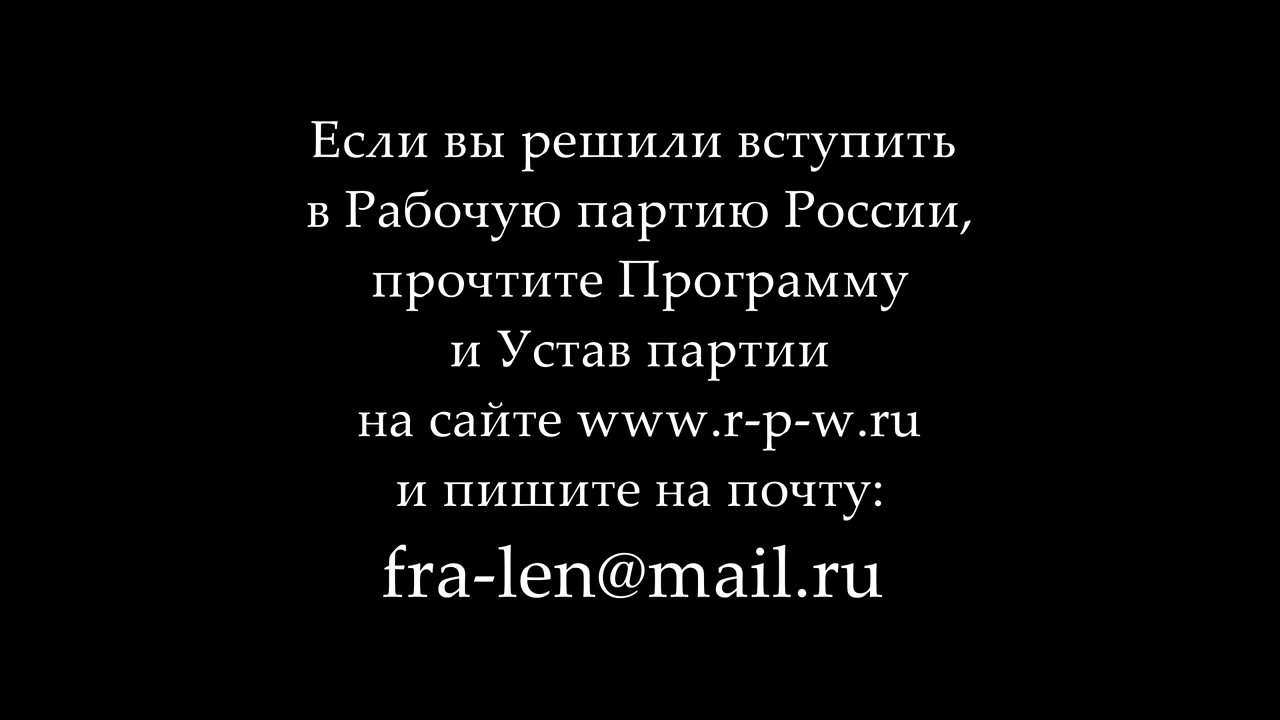 Если вы решили вступить
в Рабочую партию России,
прочтите Программу
и Устав партии
на сайте www.r-p-w.ru
и пишите на почту:
fra-len@mail.ru